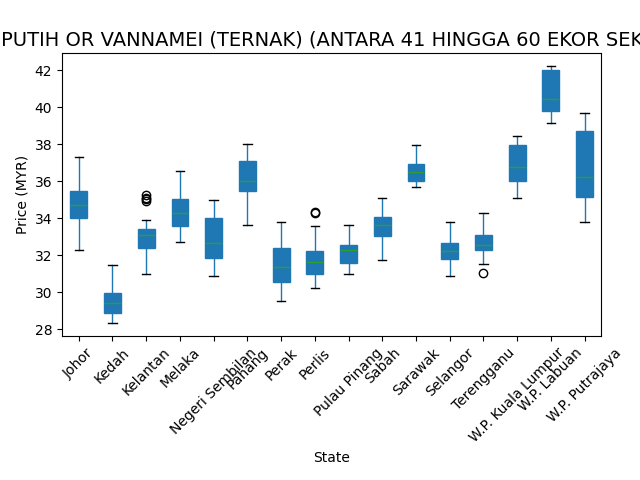 PUTIH OR VANNAMEI (TERNAK) (ANTARA 41 HINGGA 60 EKOR SEK
42
40
38
36
34
32
30
28
Price (MYR)
Johor
Kedah
Kelantan
Melaka
Negeri Sembilan
Pahang
Perak
Perlis
Pulau Pinang
Sabah
Sarawak
Selangor
Terengganu
W.P. Kuala Lumpur
W.P. Labuan
W.P. Putrajaya
State